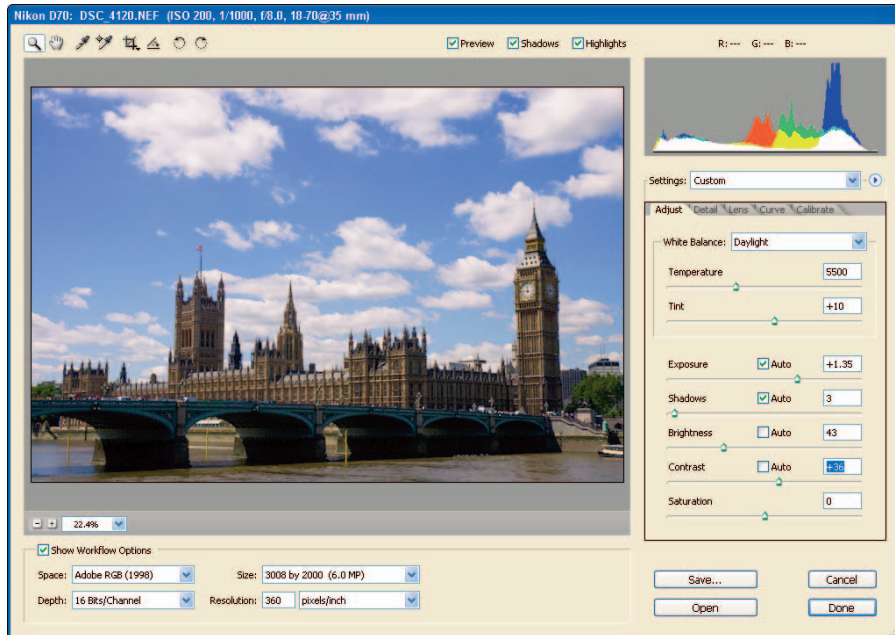 Nikon D70: DSC_4120.NEF (ISO 200, 1/1000, f/8.0, 18-70@35 mm)
Preview Shadows Highlights
R: --- G: --- B: ---
Settings: Custom
Adjust Detail Lens Curve Calibrate
White Balance: Daylight
Temperature 5500
Tint +10
Exposure Auto +1.35
Shadows Auto 3
Brightness Auto 43
Contrast Auto +36
Saturation 0
22.4%
Show Workflow Options
Space: Adobe RGB (1998) Size: 3008 by 2000 (6.0 MP)
Depth: 16 Bits/Channel Resolution: 360 pixels/inch
Save... Cancel
Open Done